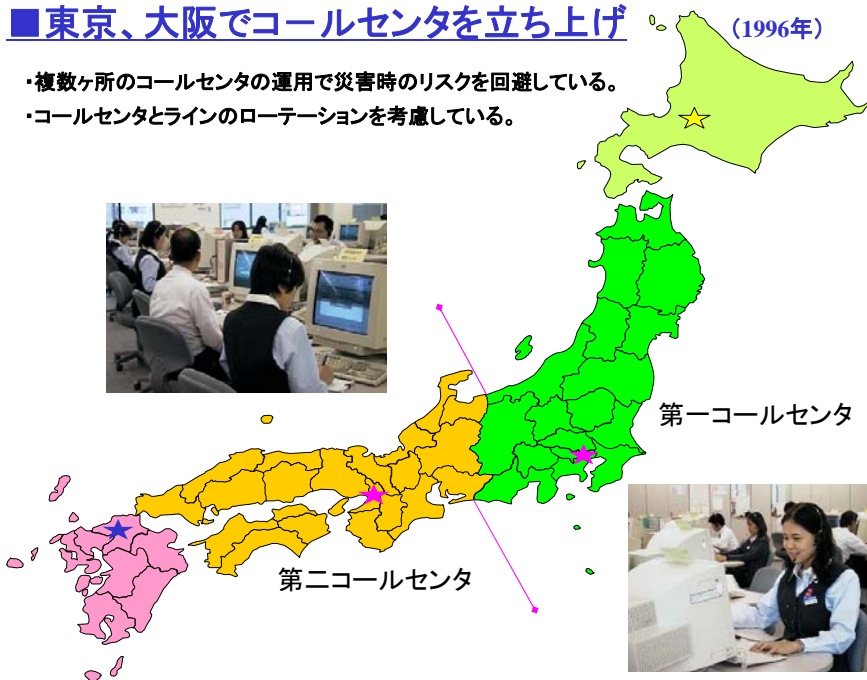 ■東京、大阪でコールセンタを立ち上げ
（1996年）
・複数ヶ所のコールセンタの運用で災害時のリスクを回避している。
・コールセンタとラインのローテーションを考慮している。
第一コールセンタ
第二コールセンタ